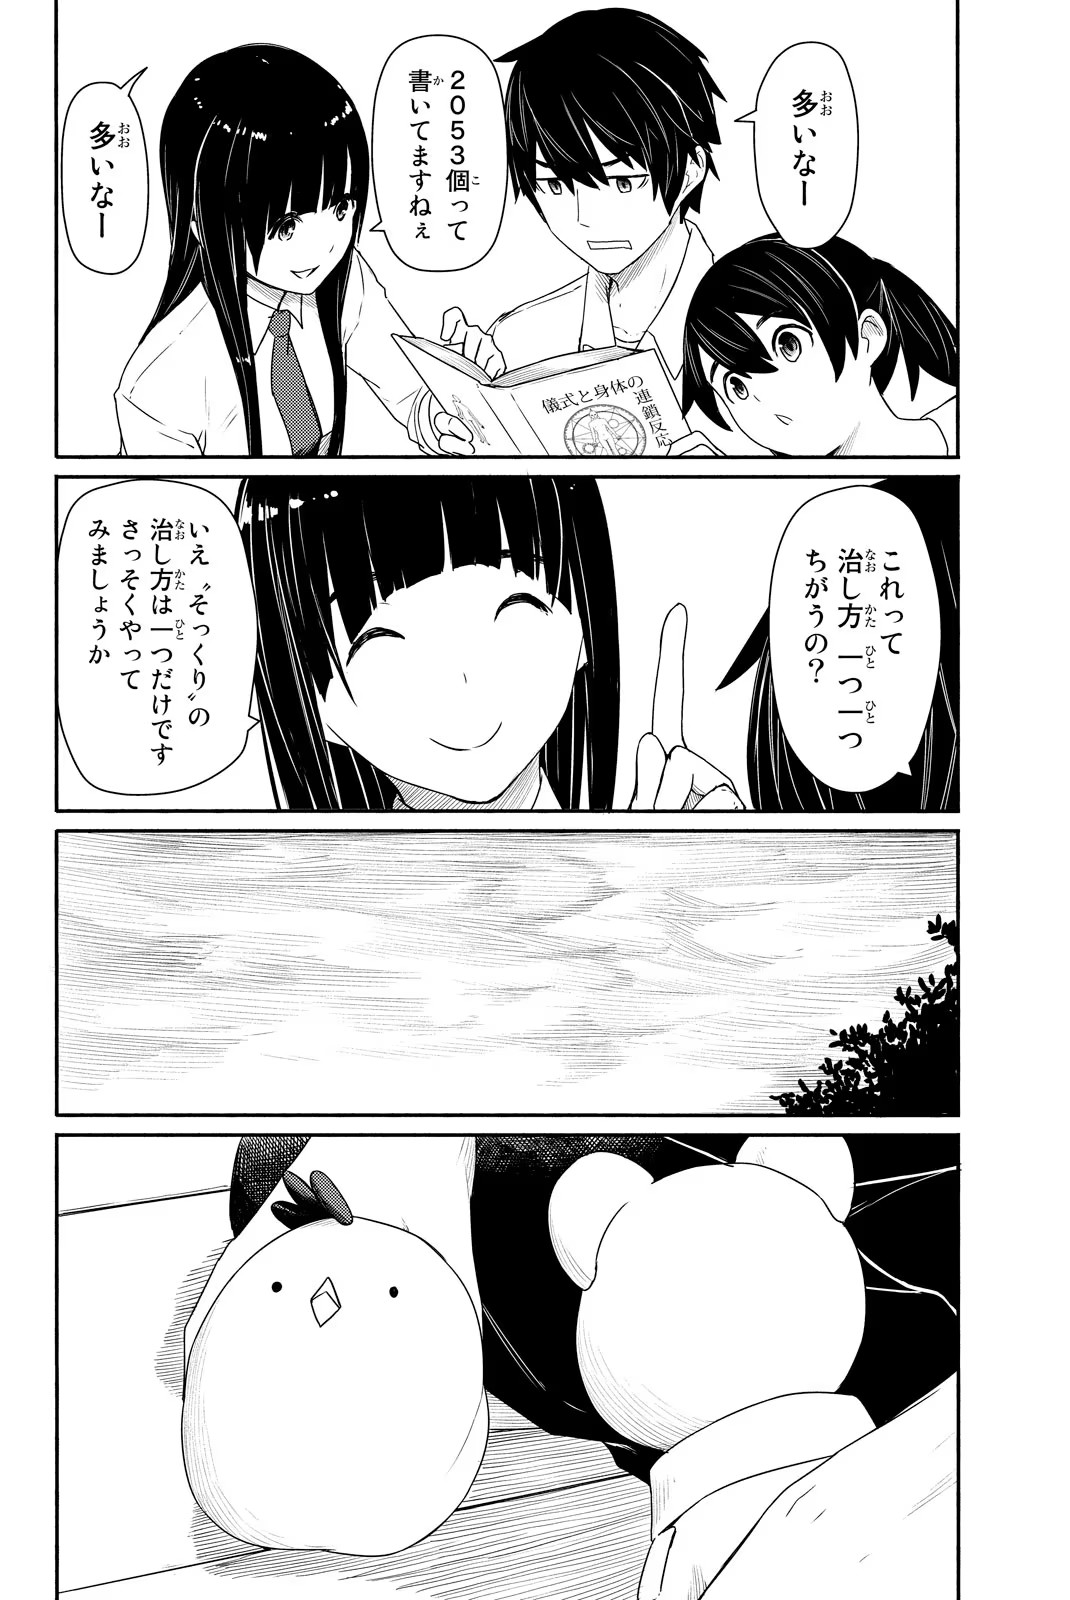 多いなー
2053個って
書いてますねぇ
多いなー
儀式と身体の
連鎖反応
これって
治し方一つ一つ
ちがうの？
いえ〝そっくり〟の
治し方は一つだけです
さっそくやって
みましょうか